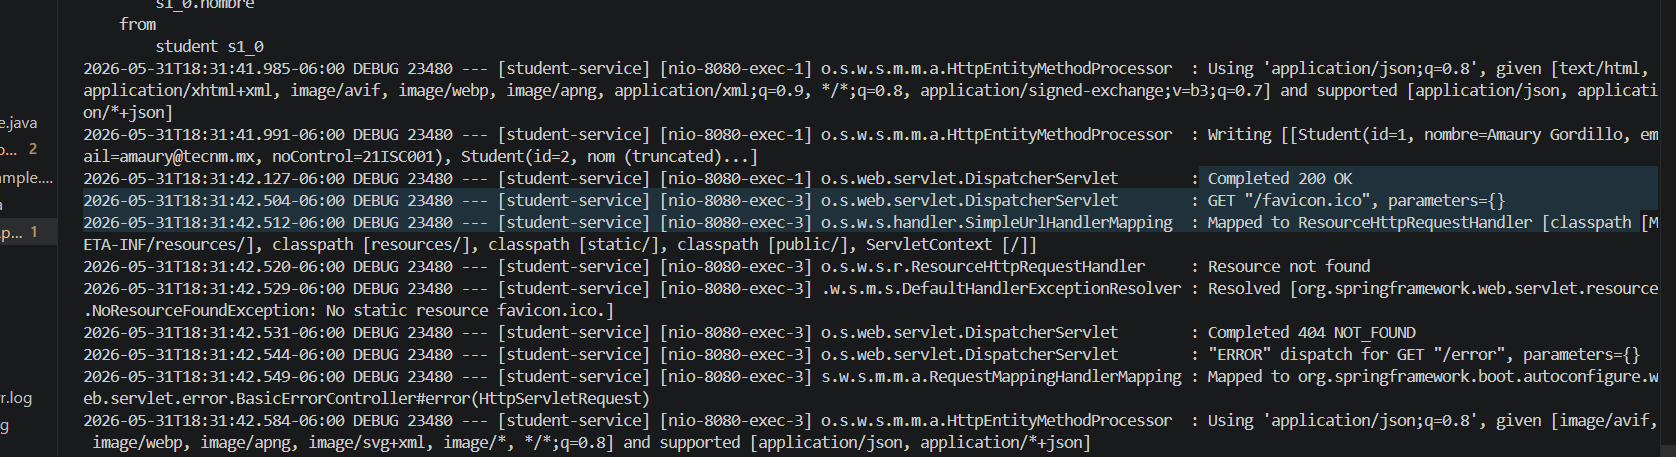 s1_0.nombre
from
student s1_0
2026-05-31T18:31:41.985-06:00 DEBUG 23480 --- [student-service] [nio-8080-exec-1] o.s.w.s.m.m.a.HttpEntityMethodProcessor : Using 'application/json;q=0.8', given [text/html,
application/xhtml+xml, image/avif, image/webp, image/apng, application/xml;q=0.9, */*;q=0.8, application/signed-exchange;v=b3;q=0.7] and supported [application/json, applicati
on/*+json]
2026-05-31T18:31:41.991-06:00 DEBUG 23480 --- [student-service] [nio-8080-exec-1] o.s.w.s.m.m.a.HttpEntityMethodProcessor : Writing [[Student(id=1, nombre=Amaury Gordillo, em
ail=amaury@tecnm.mx, noControl=21ISC001), Student(id=2, nom (truncated)...]
2026-05-31T18:31:42.127-06:00 DEBUG 23480 --- [student-service] [nio-8080-exec-1] o.s.web.servlet.DispatcherServlet : Completed 200 OK
2026-05-31T18:31:42.504-06:00 DEBUG 23480 --- [student-service] [nio-8080-exec-3] o.s.web.servlet.DispatcherServlet : GET "/favicon.ico", parameters={}
2026-05-31T18:31:42.512-06:00 DEBUG 23480 --- [student-service] [nio-8080-exec-3] o.s.w.s.handler.SimpleUrlHandlerMapping : Mapped to ResourceHttpRequestHandler [classpath [M
ETA-INF/resources/], classpath [resources/], classpath [static/], classpath [public/], ServletContext [/]]
2026-05-31T18:31:42.520-06:00 DEBUG 23480 --- [student-service] [nio-8080-exec-3] o.s.w.s.r.ResourceHttpRequestHandler : Resource not found
2026-05-31T18:31:42.529-06:00 DEBUG 23480 --- [student-service] [nio-8080-exec-3] .w.s.m.s.DefaultHandlerExceptionResolver : Resolved [org.springframework.web.servlet.resource
.NoResourceFoundException: No static resource favicon.ico.]
2026-05-31T18:31:42.531-06:00 DEBUG 23480 --- [student-service] [nio-8080-exec-3] o.s.web.servlet.DispatcherServlet : Completed 404 NOT_FOUND
2026-05-31T18:31:42.544-06:00 DEBUG 23480 --- [student-service] [nio-8080-exec-3] o.s.web.servlet.DispatcherServlet : "ERROR" dispatch for GET "/error", parameters={}
2026-05-31T18:31:42.549-06:00 DEBUG 23480 --- [student-service] [nio-8080-exec-3] s.w.s.m.m.a.RequestMappingHandlerMapping : Mapped to org.springframework.boot.autoconfigure.w
eb.servlet.error.BasicErrorController#error(HttpServletRequest)
2026-05-31T18:31:42.584-06:00 DEBUG 23480 --- [student-service] [nio-8080-exec-3] o.s.w.s.m.m.a.HttpEntityMethodProcessor : Using 'application/json;q=0.8', given [image/avif,
image/webp, image/apng, image/svg+xml, image/*, */*;q=0.8] and supported [application/json, application/*+json]
e.java
o... 2
ample....
a
.p... 1
r.log
g